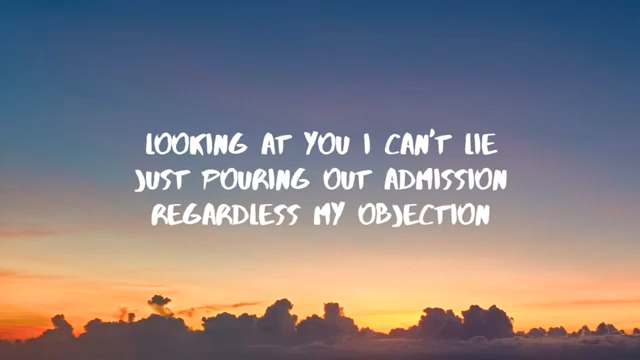 LOOKING AT YOU I CAN'T LIE
JUST POURING OUT ADMISSION
REGARDLESS MY OBJECTION